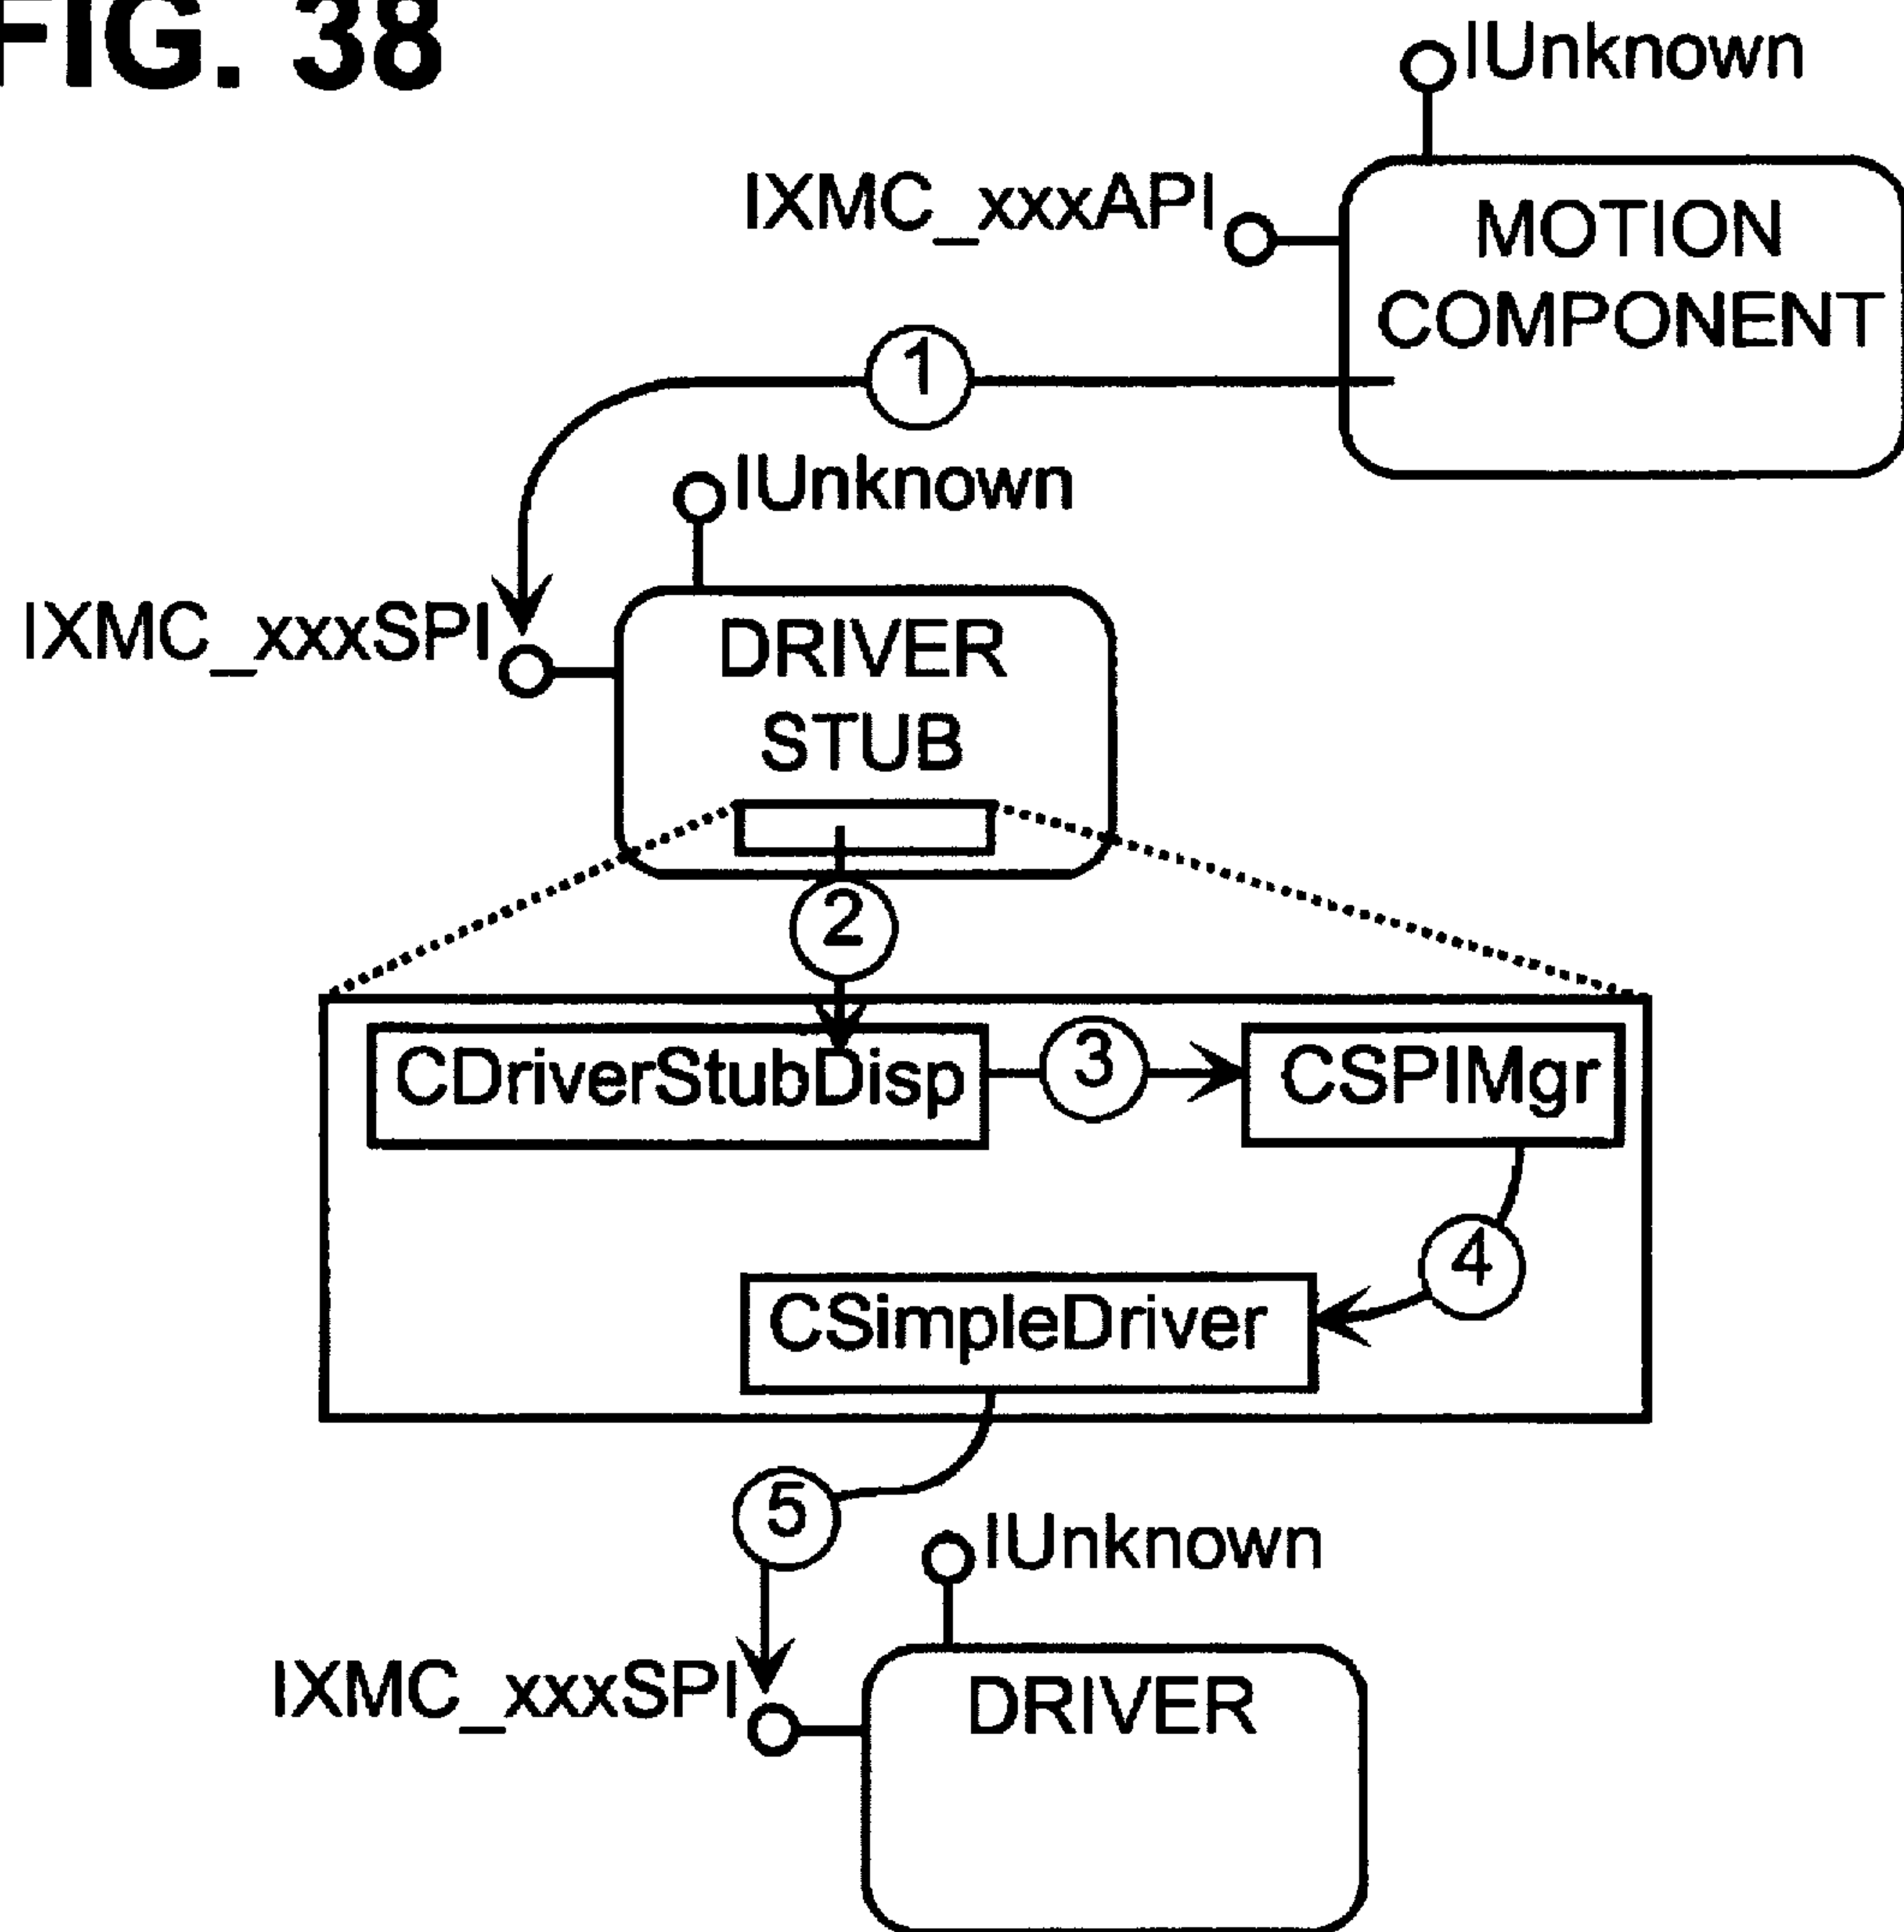 FIG. 38
IUnknown
IXMC_xxxAPI
MOTION
COMPONENT
1
IUnknown
IXMC_xxxSPI
DRIVER
STUB
2
CDriverStubDisp
3
CSPIMgr
4
CSimpleDriver
5
IUnknown
IXMC_xxxSPI
DRIVER